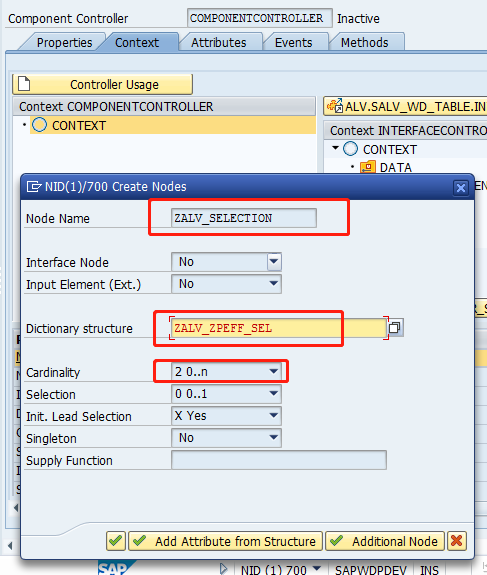 Component Controller COMPONENTCONTROLLER Inactive
Properties Context Attributes Events Methods
Controller Usage
Context COMPONENTCONTROLLER
CONTEXT
ALV.SALV_WD_TABLE.IN
Context INTERFACECONTRO
CONTEXT
DATA
NID(1)/700 Create Nodes
Node Name ZALV_SELECTION
Interface Node No
Input Element (Ext.) No
Dictionary structure ZALV_ZPEFF_SEL
Cardinality 2 0..n
Selection 0 0..1
Init. Lead Selection X Yes
Singleton No
Supply Function
Add Attribute from Structure Additional Node
SAP NID (1) 700 SAPWDPDEV INS